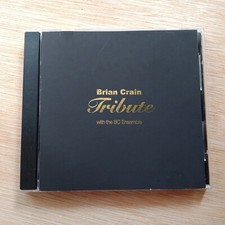 Brian Crain
Tribute
with the BC Ensemble